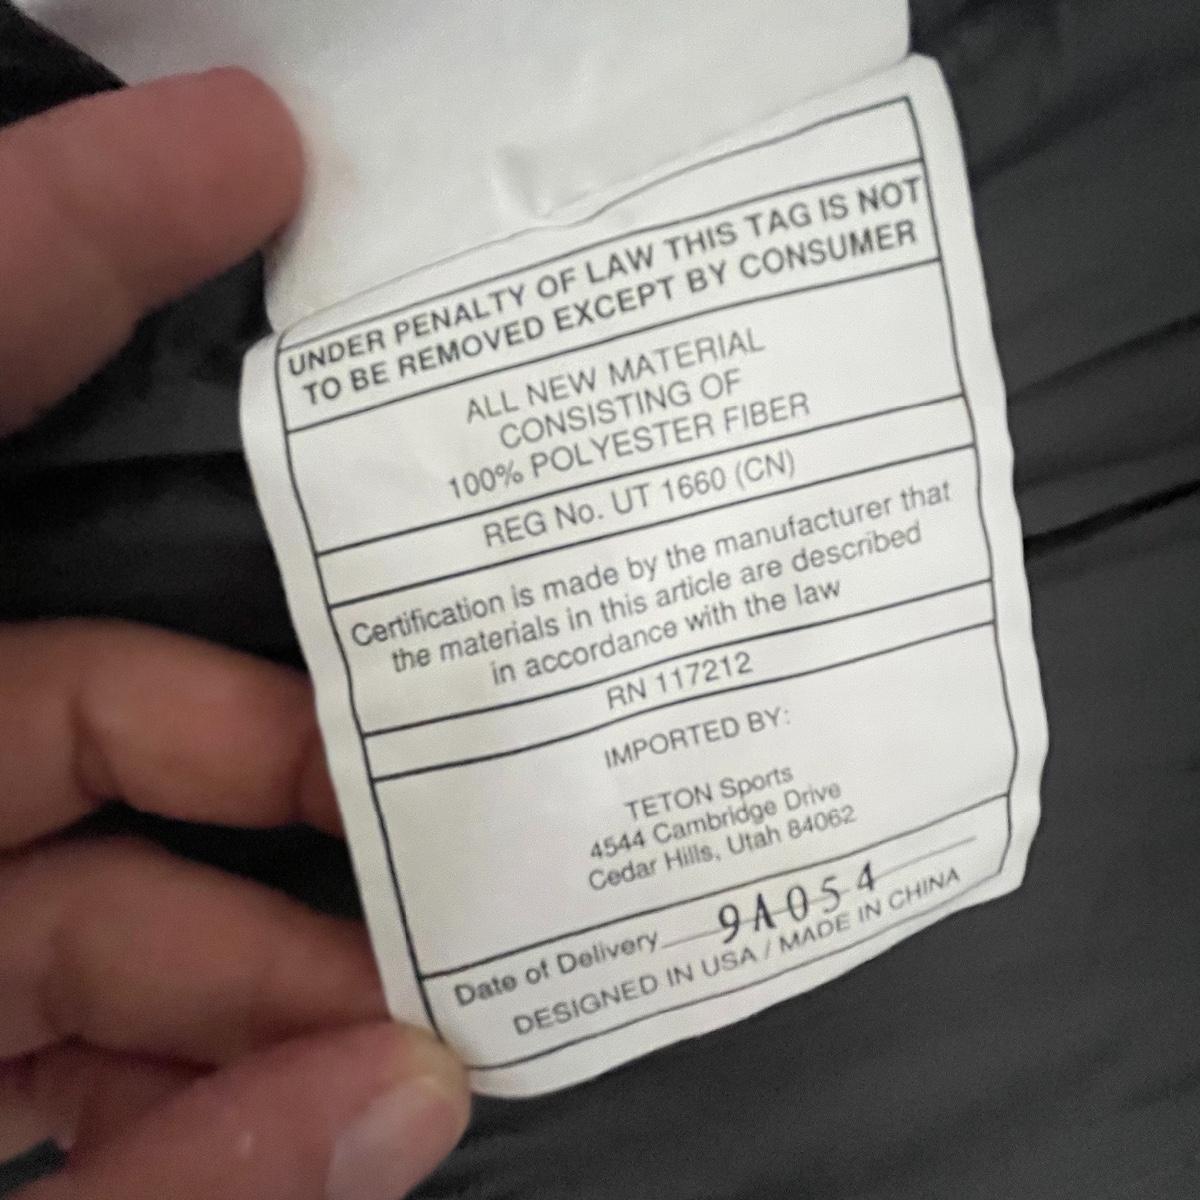 UNDER PENALTY OF LAW THIS TAG IS NOT
TO BE REMOVED EXCEPT BY CONSUMER
ALL NEW MATERIAL
CONSISTING OF
100% POLYESTER FIBER
REG No. UT 1660 (CN)
Certification is made by the manufacturer that
the materials in this article are described
in accordance with the law
RN 117212
IMPORTED BY:
TETON Sports
4544 Cambridge Drive
Cedar Hills, Utah 84062
Date of Delivery 9A054
DESIGNED IN USA / MADE IN CHINA